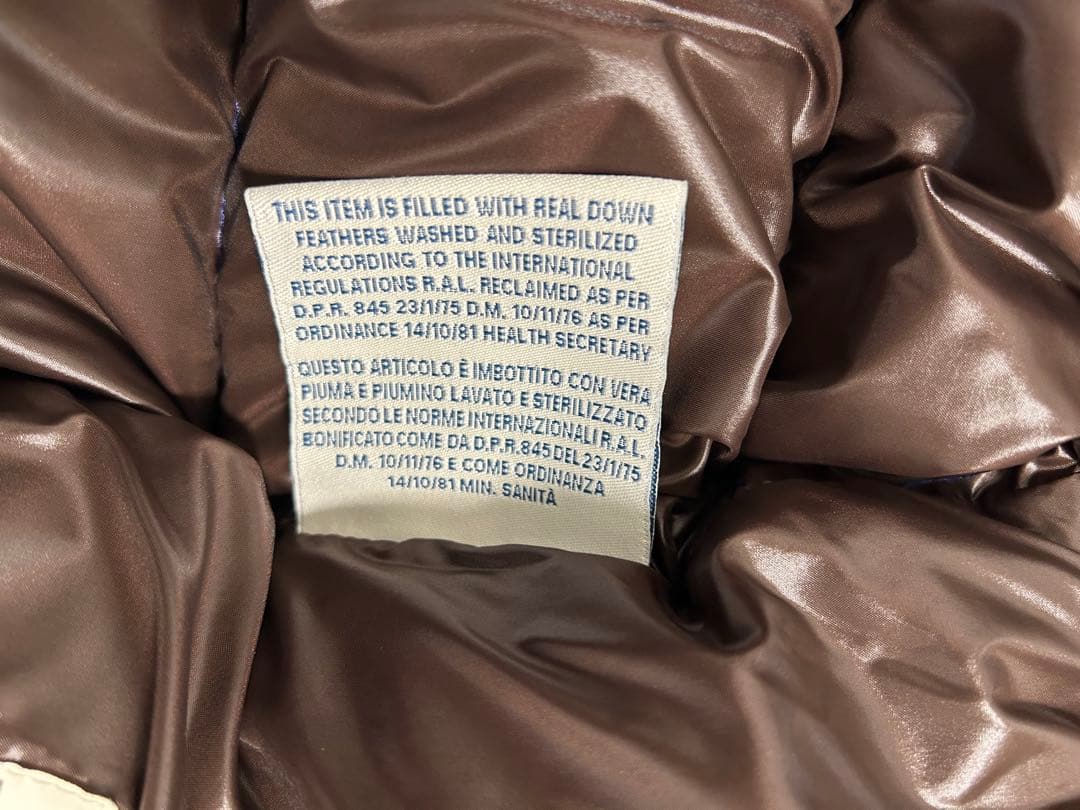 THIS ITEM IS FILLED WITH REAL DOWN
FEATHERS WASHED AND STERILIZED
ACCORDING TO THE INTERNATIONAL
REGULATIONS R.A.L. RECLAIMED AS PER
D.P.R. 845 23/1/75 D.M. 10/11/76 AS PER
ORDINANCE 14/10/81 HEALTH SECRETARY
QUESTO ARTICOLO È IMBOTTITO CON VERA
PIUMA E PIUMINO LAVATO E STERILIZZATO
SECONDO LE NORME INTERNAZIONALI R.A.L.
BONIFICATO COME DA D.P.R. 845 DEL 23/1/75
D.M. 10/11/76 E COME ORDINANZA
14/10/81 MIN. SANITÀ